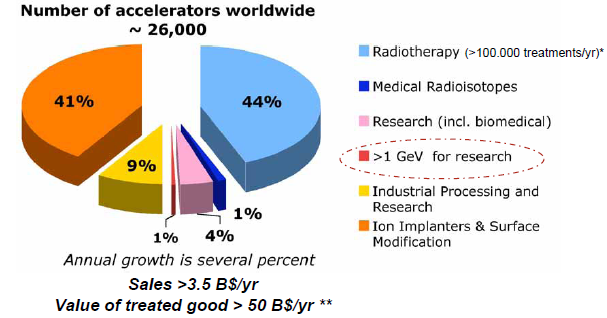 Number of accelerators worldwide
~ 26,000
41%
44%
9%
1%
4%
1%
Annual growth is several percent
Sales >3.5 B$/yr
Value of treated good > 50 B$/yr **
Radiotherapy (>100.000 treatments/yr)*
Medical Radioisotopes
Research (incl. biomedical)
>1 GeV for research
Industrial Processing and
Research
Ion Implanters & Surface
Modification